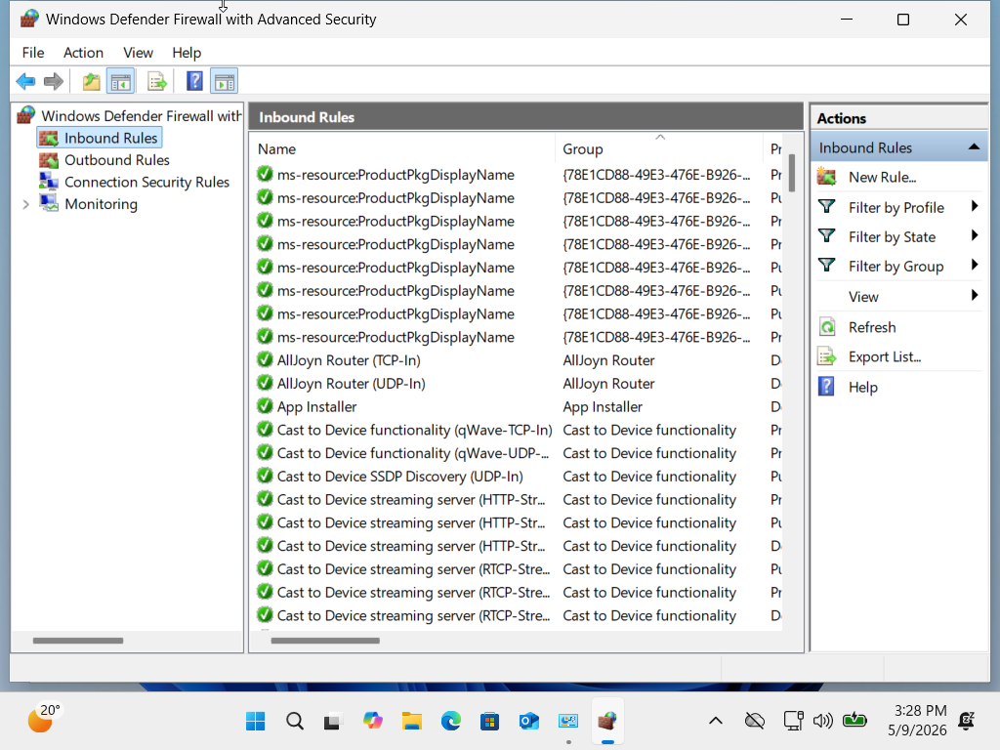 Windows Defender Firewall with Advanced Security
File Action View Help
Windows Defender Firewall with
Inbound Rules
Outbound Rules
Connection Security Rules
Monitoring
Inbound Rules
Name Group Pr
ms-resource:ProductPkgDisplayName {78E1CD88-49E3-476E-B926-... Pr
ms-resource:ProductPkgDisplayName {78E1CD88-49E3-476E-B926-... Pu
ms-resource:ProductPkgDisplayName {78E1CD88-49E3-476E-B926-... Pr
ms-resource:ProductPkgDisplayName {78E1CD88-49E3-476E-B926-... Pr
ms-resource:ProductPkgDisplayName {78E1CD88-49E3-476E-B926-... Pu
ms-resource:ProductPkgDisplayName {78E1CD88-49E3-476E-B926-... Pu
ms-resource:ProductPkgDisplayName {78E1CD88-49E3-476E-B926-... Pu
ms-resource:ProductPkgDisplayName {78E1CD88-49E3-476E-B926-... Pr
AllJoyn Router (TCP-In) AllJoyn Router D
AllJoyn Router (UDP-In) AllJoyn Router D
App Installer App Installer D
Cast to Device functionality (qWave-TCP-In) Cast to Device functionality Pr
Cast to Device functionality (qWave-UDP-... Cast to Device functionality Pr
Cast to Device SSDP Discovery (UDP-In) Cast to Device functionality Pu
Cast to Device streaming server (HTTP-Str... Cast to Device functionality Pr
Cast to Device streaming server (HTTP-Str... Cast to Device functionality Pu
Cast to Device streaming server (HTTP-Str... Cast to Device functionality D
Cast to Device streaming server (RTCP-Stre... Cast to Device functionality Pu
Cast to Device streaming server (RTCP-Stre... Cast to Device functionality Pr
Cast to Device streaming server (RTCP-Stre... Cast to Device functionality D
Actions
Inbound Rules
New Rule...
Filter by Profile
Filter by State
Filter by Group
View
Refresh
Export List...
Help
20°
3:28 PM
5/9/2026